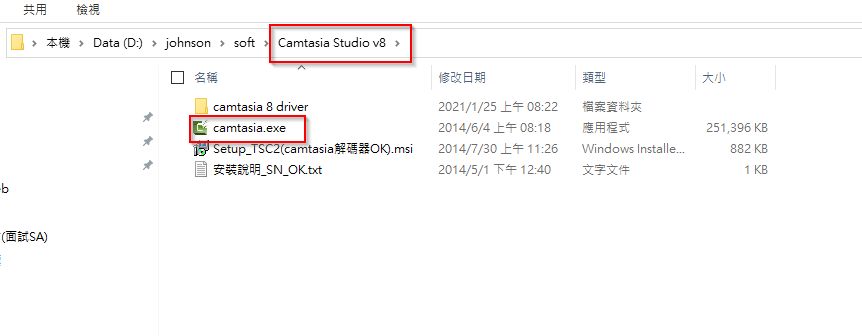 共用 檢視
本機 Data (D:) johnson soft Camtasia Studio v8
名稱 修改日期 類型 大小
camtasia 8 driver 2021/1/25 上午 08:22 檔案資料夾
camtasia.exe 2014/6/4 上午 08:18 應用程式 251,396 KB
Setup_TSC2(camtasia解碼器OK).msi 2014/7/30 上午 11:26 Windows Installe... 882 KB
安裝說明_SN_OK.txt 2014/5/1 下午 12:40 文字文件 1 KB
eb
(面試SA)